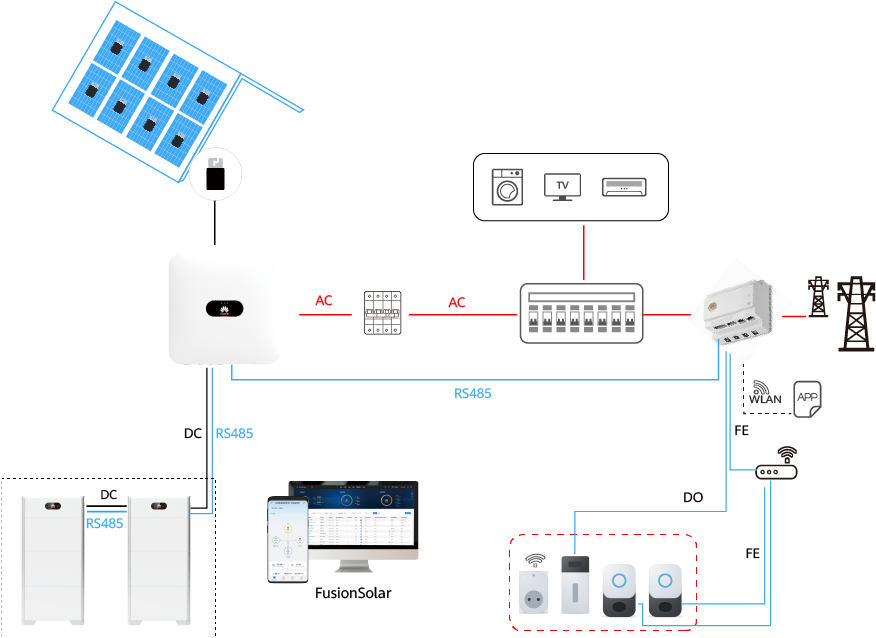 TV
AC
AC
RS485
WLAN
APP
DC
RS485
FE
DC
RS485
DO
FE
FusionSolar